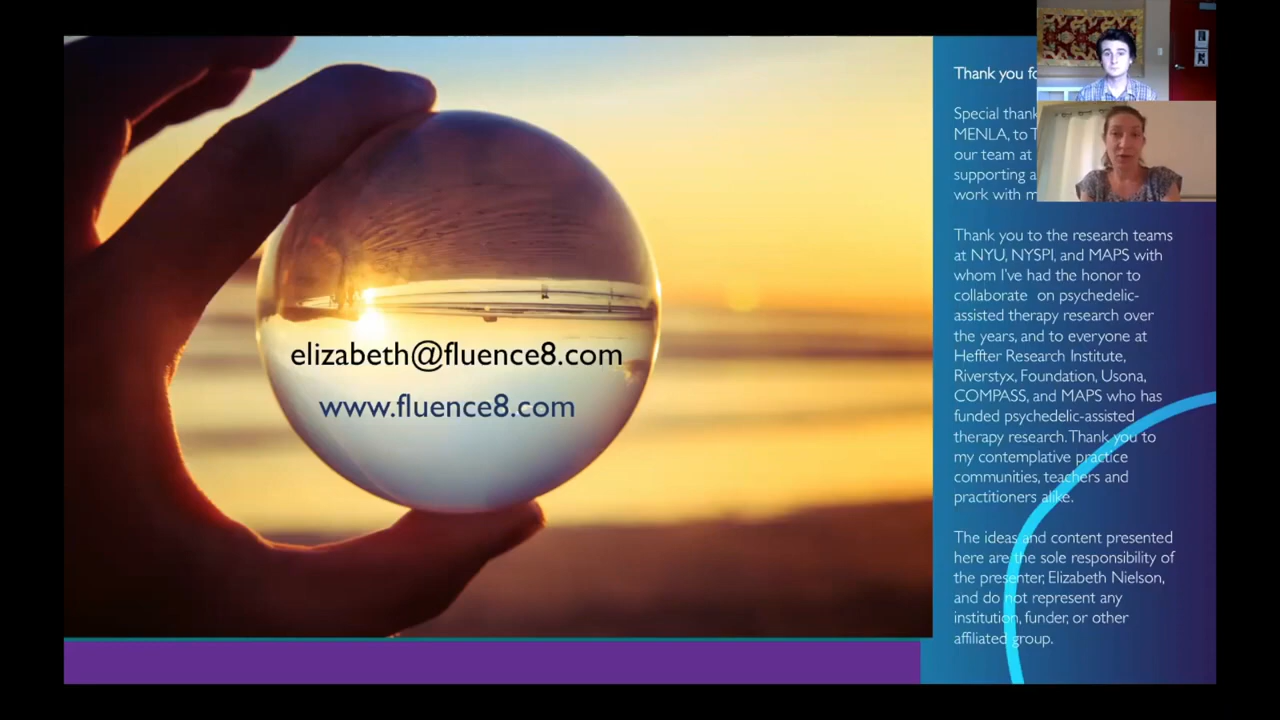 elizabeth@fluence8.com
www.fluence8.com
Thank you
Special
MENLA, to
our team at
supporting
work with
Thank you to the research teams
at NYU, NYSPI, and MAPS with
whom I've had the honor to
collaborate on psychedelic-
assisted therapy research over
the years, and to everyone at
Heffter Research Institute,
Riverstyx, Foundation, Usona,
COMPASS, and MAPS who has
funded psychedelic-assisted
therapy research. Thank you to
my contemplative practice
communities, teachers and
practitioners alike.
The ideas and content presented
here are the sole responsibility of
the presenter, Elizabeth Nielson,
and do not represent any
institution, funder, or other
affiliated group.